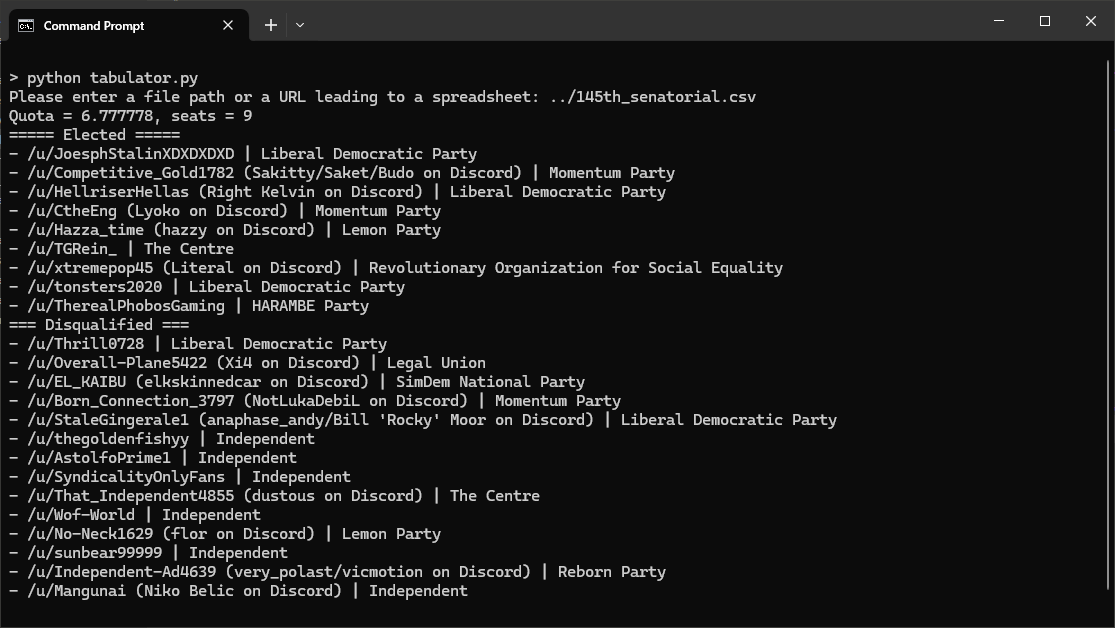 Command Prompt
> python tabulator.py
Please enter a file path or a URL leading to a spreadsheet: ../145th_senatorial.csv
Quota = 6.777778, seats = 9
===== Elected =====
- /u/JoesphStalinXDXDXDXD | Liberal Democratic Party
- /u/Competitive_Gold1782 (Sakitty/Saket/Budo on Discord) | Momentum Party
- /u/HellriserHellas (Right Kelvin on Discord) | Liberal Democratic Party
- /u/CtheEng (Lyoko on Discord) | Momentum Party
- /u/Hazza_time (hazzy on Discord) | Lemon Party
- /u/TGRein_ | The Centre
- /u/xtremepop45 (Literal on Discord) | Revolutionary Organization for Social Equality
- /u/tonsters2020 | Liberal Democratic Party
- /u/TherealPhobosGaming | HARAMBE Party
=== Disqualified ===
- /u/Thrill0728 | Liberal Democratic Party
- /u/Overall-Plane5422 (Xi4 on Discord) | Legal Union
- /u/EL_KAIBU (elkskinnedcar on Discord) | SimDem National Party
- /u/Born_Connection_3797 (NotLukaDebiL on Discord) | Momentum Party
- /u/StaleGingerale1 (anaphase_andy/Bill 'Rocky' Moor on Discord) | Liberal Democratic Party
- /u/thegoldenfishyy | Independent
- /u/AstolfoPrime1 | Independent
- /u/SyndicalityOnlyFans | Independent
- /u/That_Independent4855 (dustous on Discord) | The Centre
- /u/Wof-World | Independent
- /u/No-Neck1629 (flor on Discord) | Lemon Party
- /u/sunbear99999 | Independent
- /u/Independent-Ad4639 (very_polast/vicmotion on Discord) | Reborn Party
- /u/Mangunai (Niko Belic on Discord) | Independent